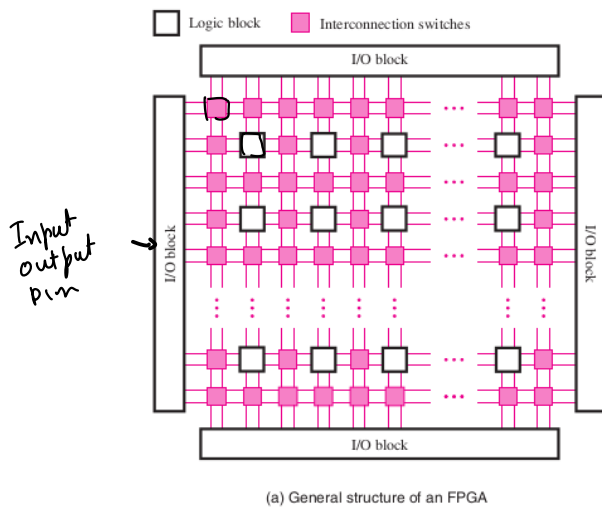 Logic block
Interconnection switches
I/O block
I/O block
Input
output
pin
I/O block
I/O block
(a) General structure of an FPGA